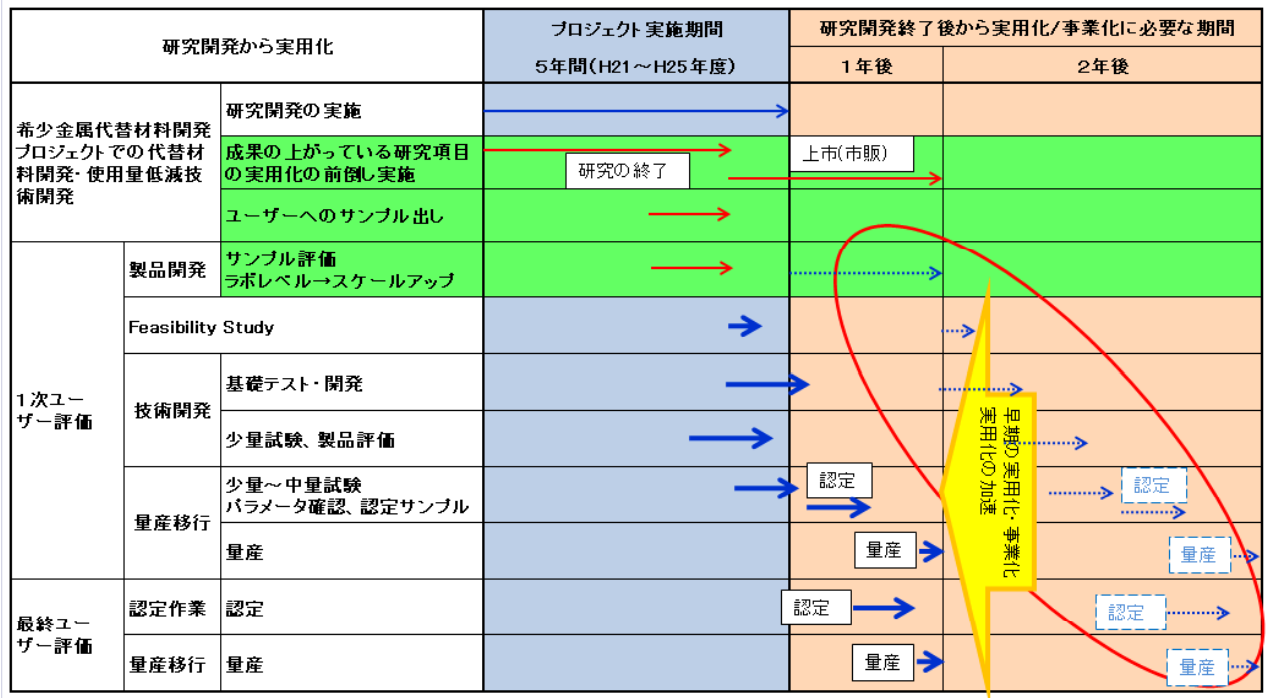 研究開発から実用化
プロジェクト実施期間
5年間(H21～H25年度)
研究開発終了後から実用化/事業化に必要な期間
1年後
2年後
希少金属代替材料開発
プロジェクトでの代替材
料開発・使用量低減技
術開発
研究開発の実施
成果の上がっている研究項目
の実用化の前倒し実施
研究の終了
上市(市販)
ユーザーへのサンプル出し
1次ユー
ザー評価
製品開発
サンプル評価
ラボレベル→スケールアップ
Feasibility Study
技術開発
基礎テスト・開発
少量試験、製品評価
早期の実用化・事業化
実用化の加速
量産移行
少量～中量試験
パラメータ確認、認定サンプル
認定
認定
量産
量産
量産
最終ユー
ザー評価
認定作業
認定
認定
認定
量産移行
量産
量産
量産